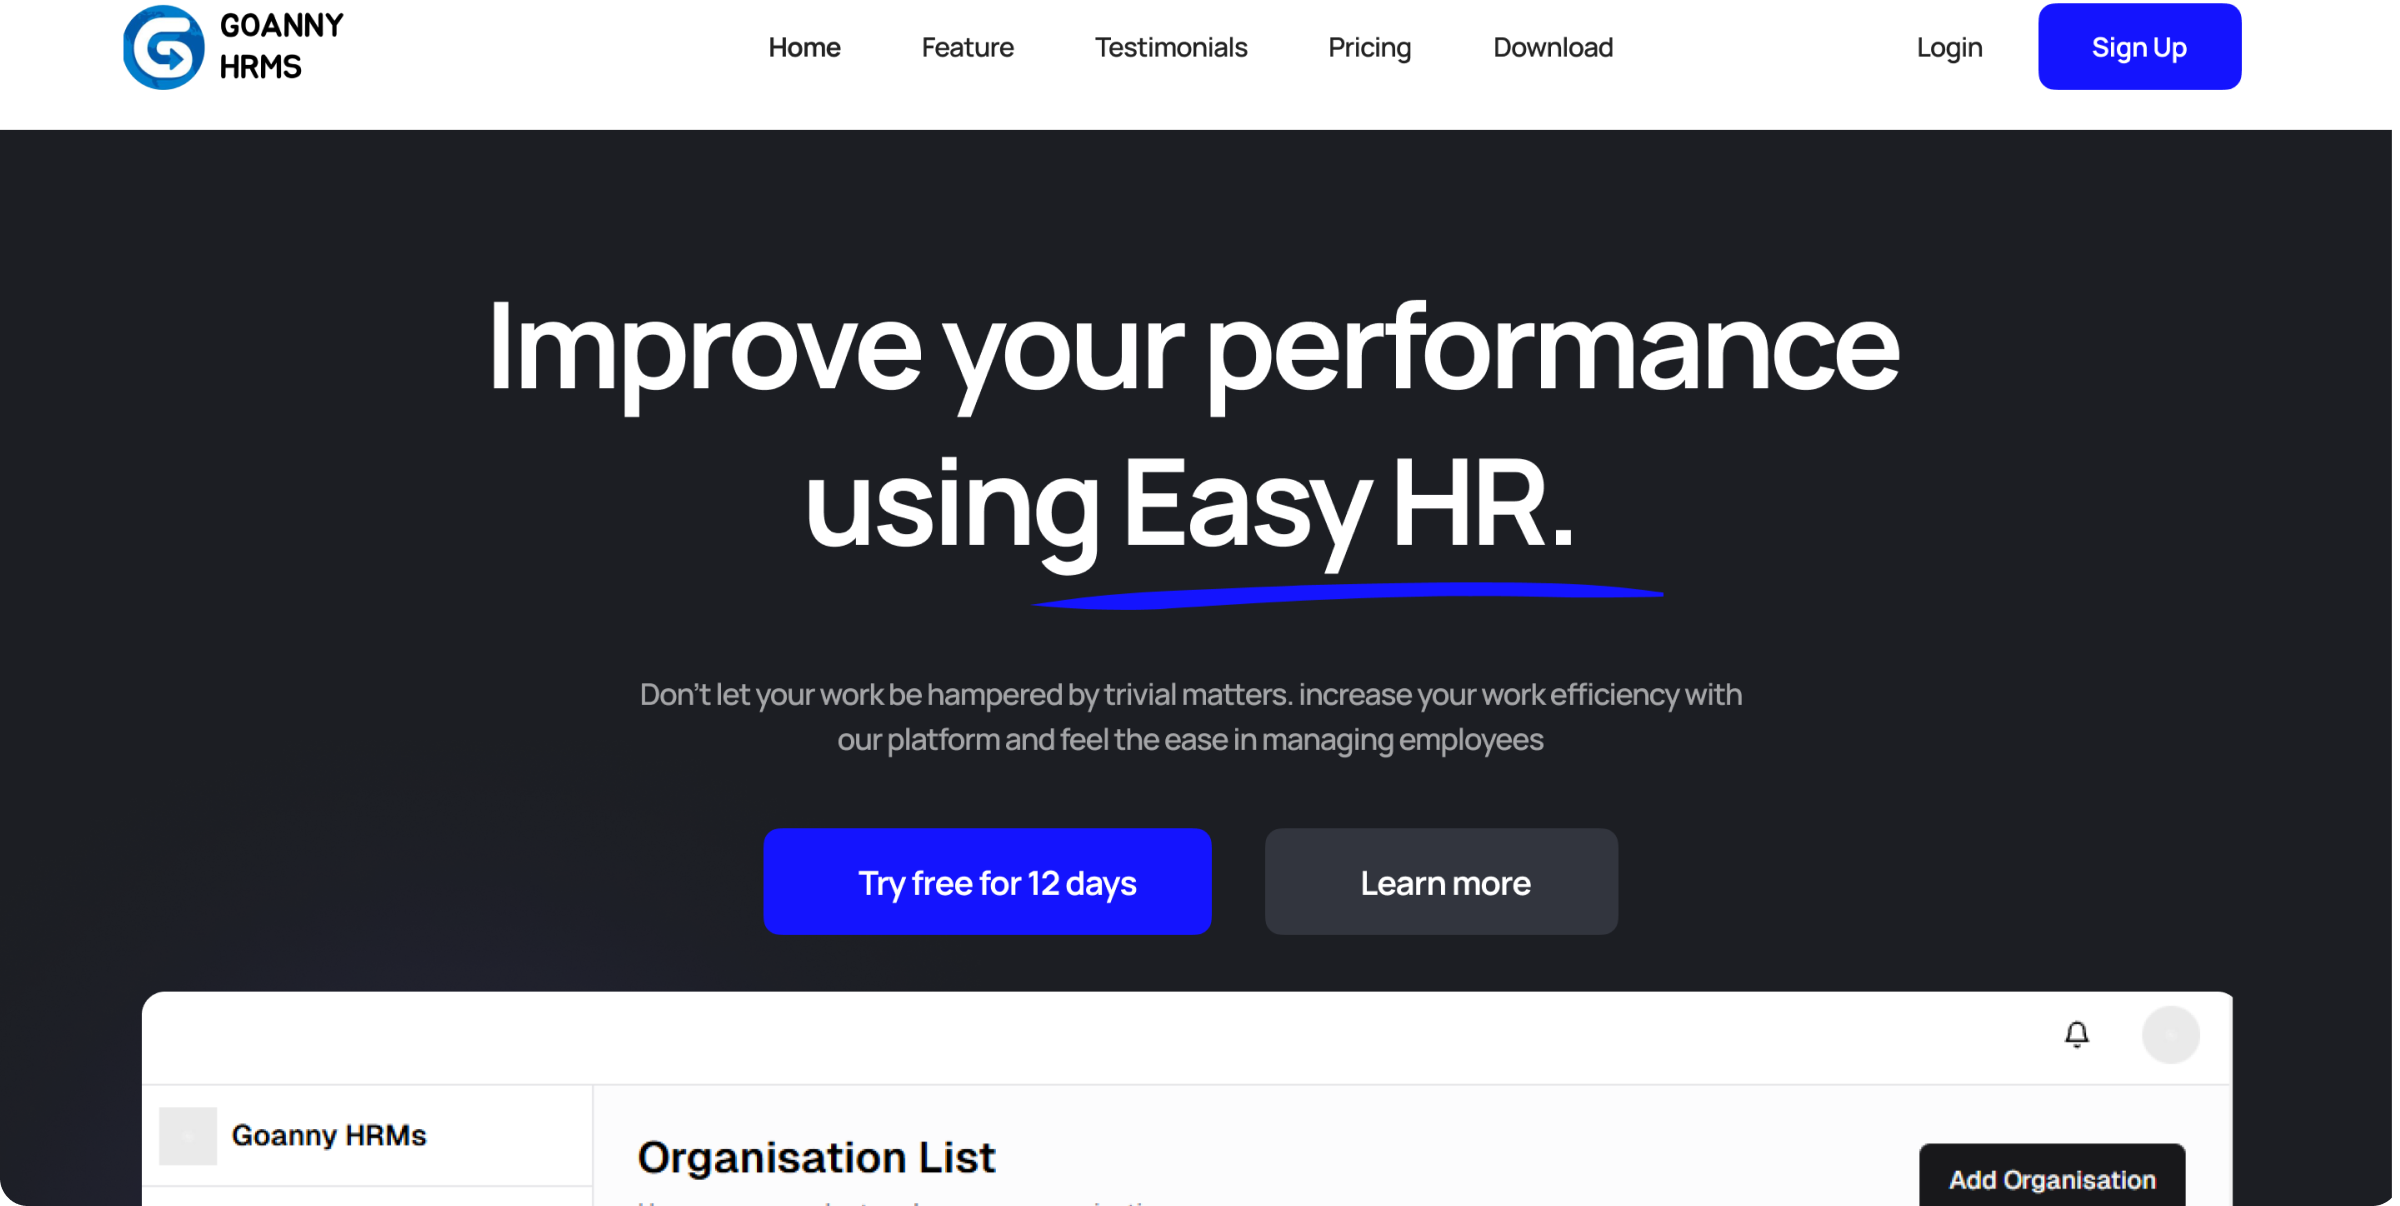 GOANNY
HRMS
Home Feature Testimonials Pricing Download Login Sign Up
Improve your performance
using Easy HR.
Don't let your work be hampered by trivial matters. increase your work efficiency with
our platform and feel the ease in managing employees
Try free for 12 days Learn more
Goanny HRMs
Organisation List
Add Organisation